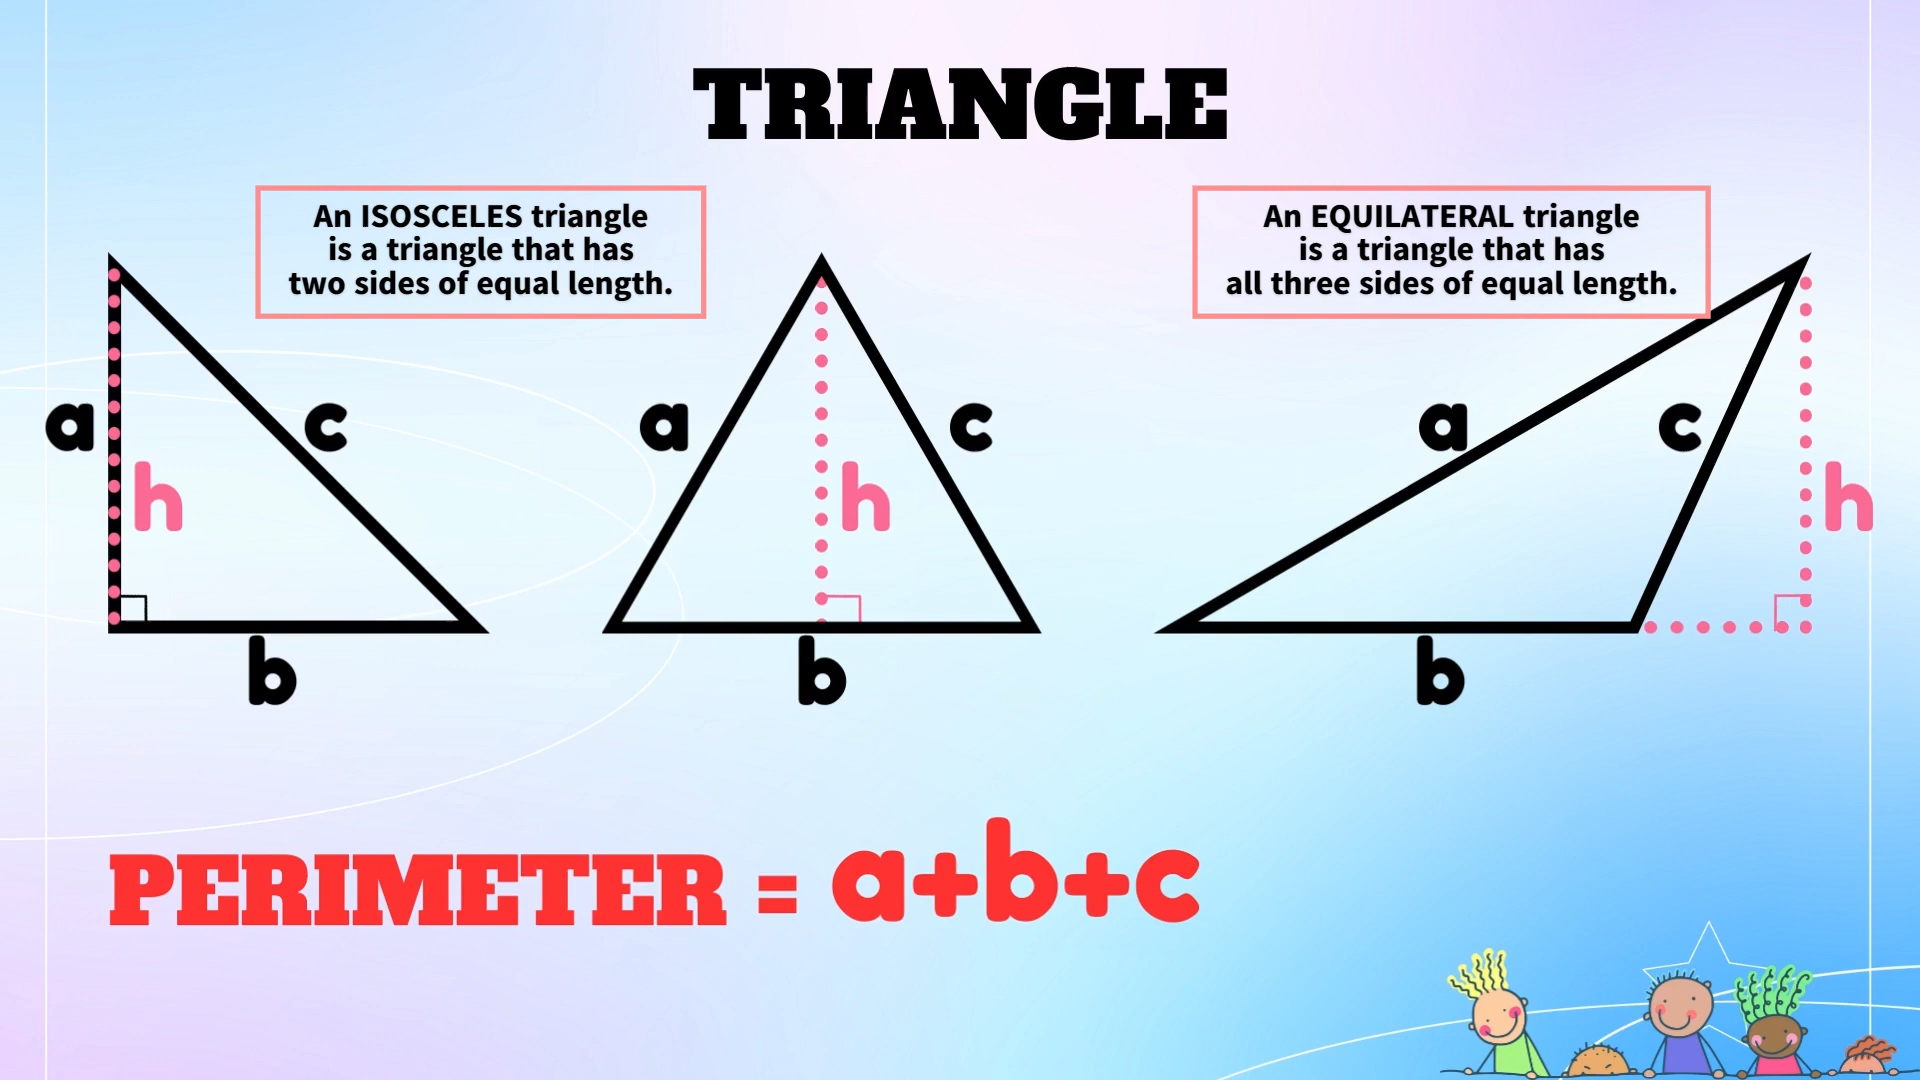 TRIANGLE
An ISOSCELES triangle
is a triangle that has
two sides of equal length.
An EQUILATERAL triangle
is a triangle that has
all three sides of equal length.
a c a c a c
h h h
b b b
PERIMETER = a+b+c